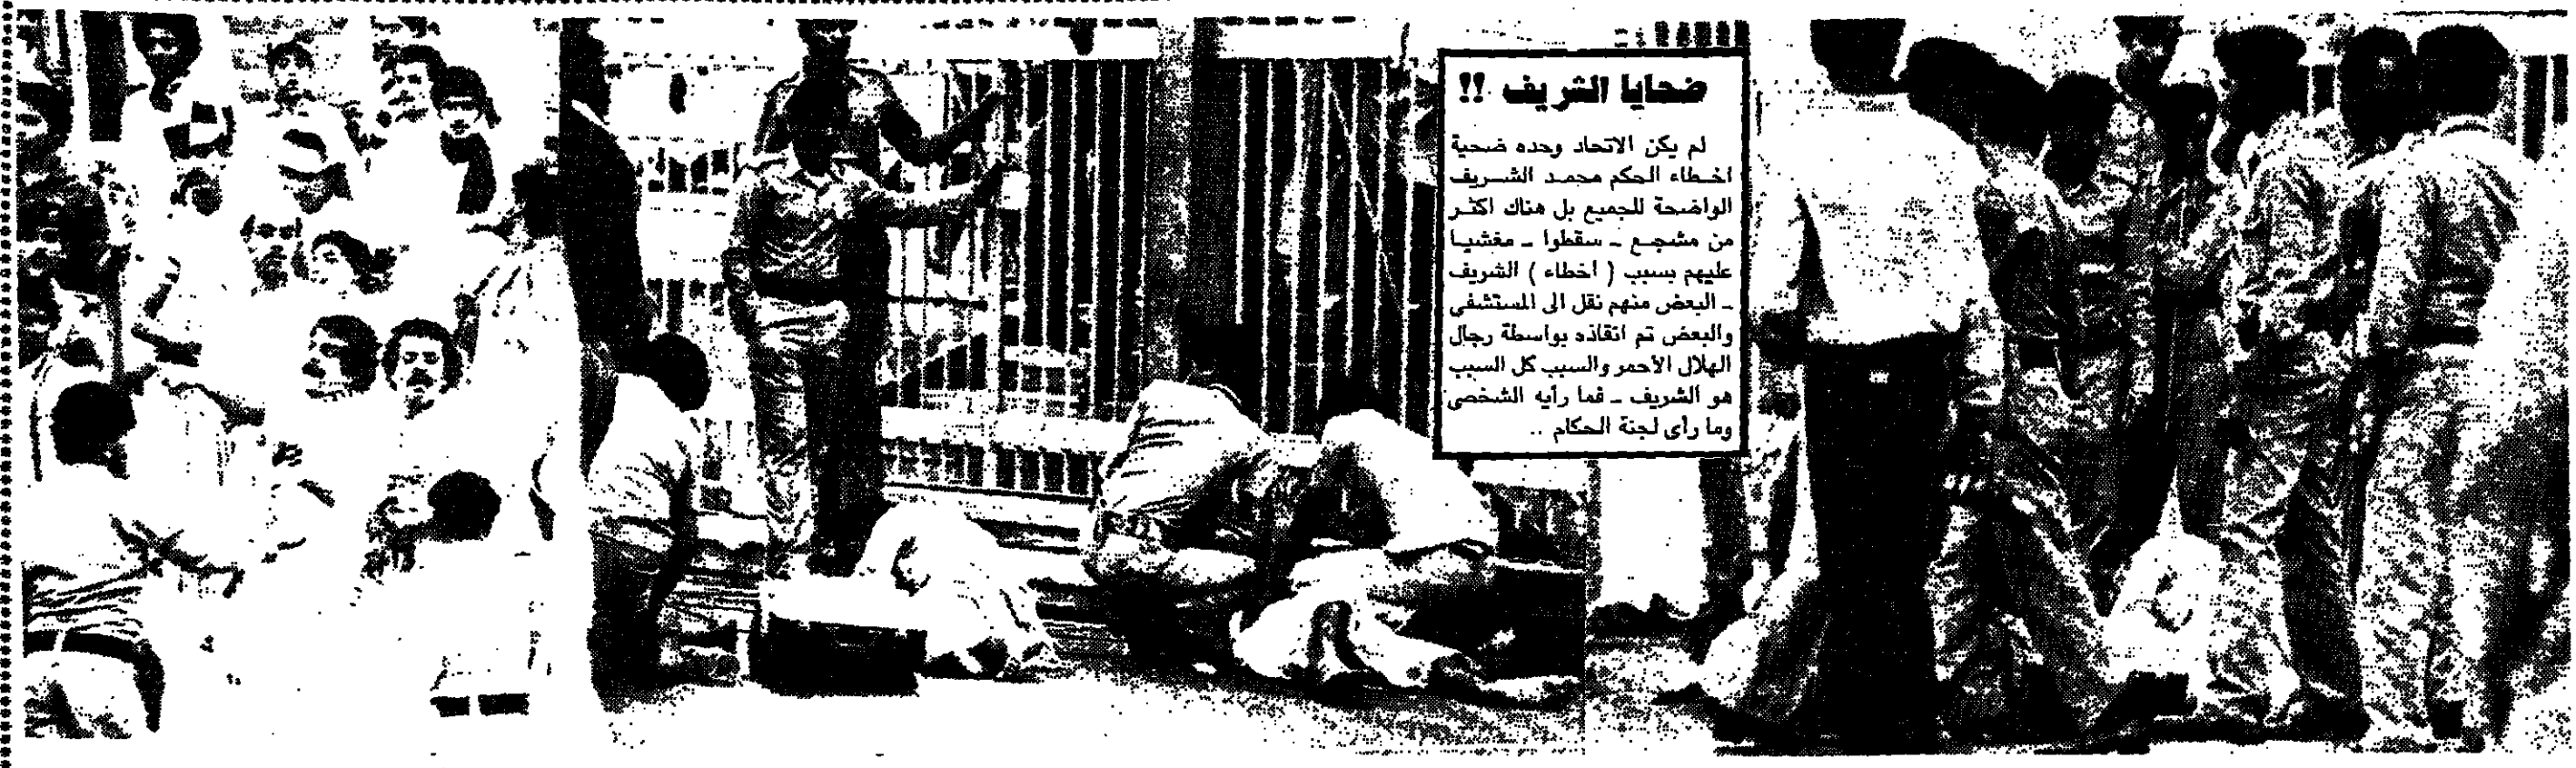 ضحايا الشريف !!
لم يكن الاتحاد وحده ضحية
اخطاء الحكم محمد الشريف
الواضحة للجميع بل هناك اكثر
من مشجع ـ سقطوا ـ مغشيا
عليهم بسبب ( اخطاء ) الشريف
ـ البعض منهم نقل الى المستشفى
والبعض تم انقاذه بواسطة رجال
الهلال الأحمر والسبب كل السبب
هو الشريف ـ فما رأيه الشخصي
وما رأى لجنة الحكام ..